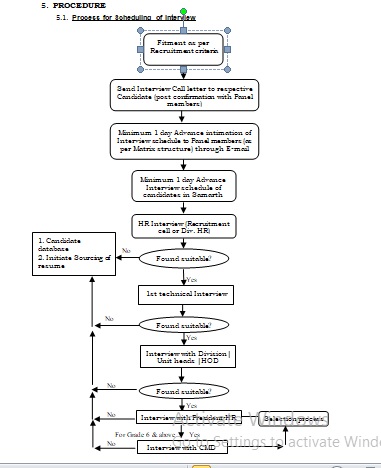 5. PROCEDURE
5.1. Process for Scheduling of Interview
Fitment as per
Recruitment criteria
Send Interview Call letter to respective
Candidate (post confirmation with Panel
members)
Minimum 1 day Advance intimation of
Interview schedule to Panel members (as
per Matrix structure) through E-mail
Minimum 1 day Advance
Interview schedule of
candidates in Samarth
HR Interview (Recruitment
cell or Div. HR)
1. Candidate
database
2. Initiate Sourcing of
resume
No
Found suitable?
Yes
1st technical Interview
No
Found suitable?
Yes
Interview with Division |
Unit heads | HOD
No
Found suitable?
Yes
No
Interview with President HR
Selection process
Activate Windows
For Grade 6 & above
Yes
Settings to activate Windo
No
Interview with CMD